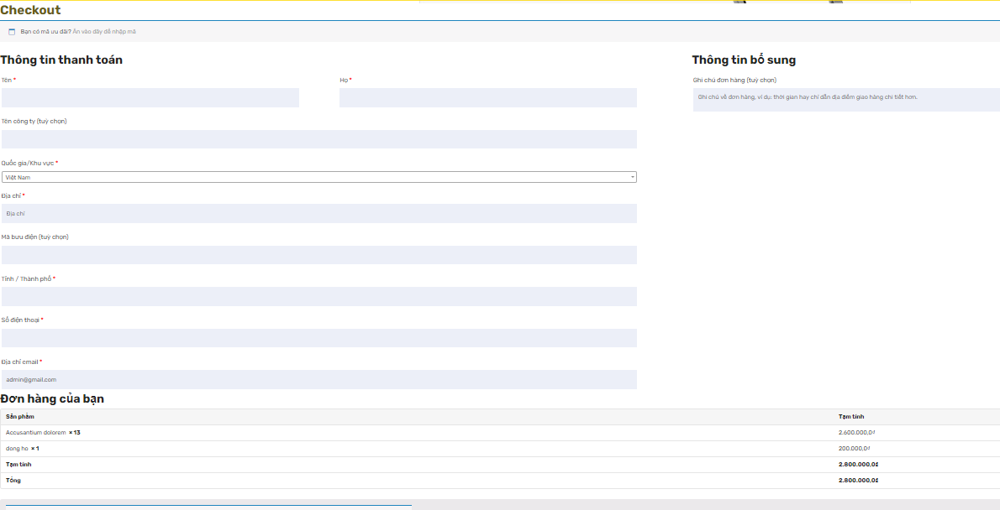 Checkout
Bạn có mã ưu đãi? Ấn vào đây để nhập mã
Thông tin thanh toán
Tên *
Họ *
Tên công ty (tuỳ chọn)
Quốc gia/Khu vực *
Việt Nam
Địa chỉ *
Địa chỉ
Mã bưu điện (tuỳ chọn)
Tỉnh / Thành phố *
Số điện thoại *
Địa chỉ email *
admin@gmail.com
Thông tin bổ sung
Ghi chú đơn hàng (tuỳ chọn)
Ghi chú về đơn hàng, ví dụ: thời gian hay chỉ dẫn địa điểm giao hàng chi tiết hơn.
Đơn hàng của bạn
Sản phẩm Tạm tính
Accusantium dolorem × 13 2.600.000,0₫
dong ho × 1 200.000,0₫
Tạm tính 2.800.000,0₫
Tổng 2.800.000,0₫